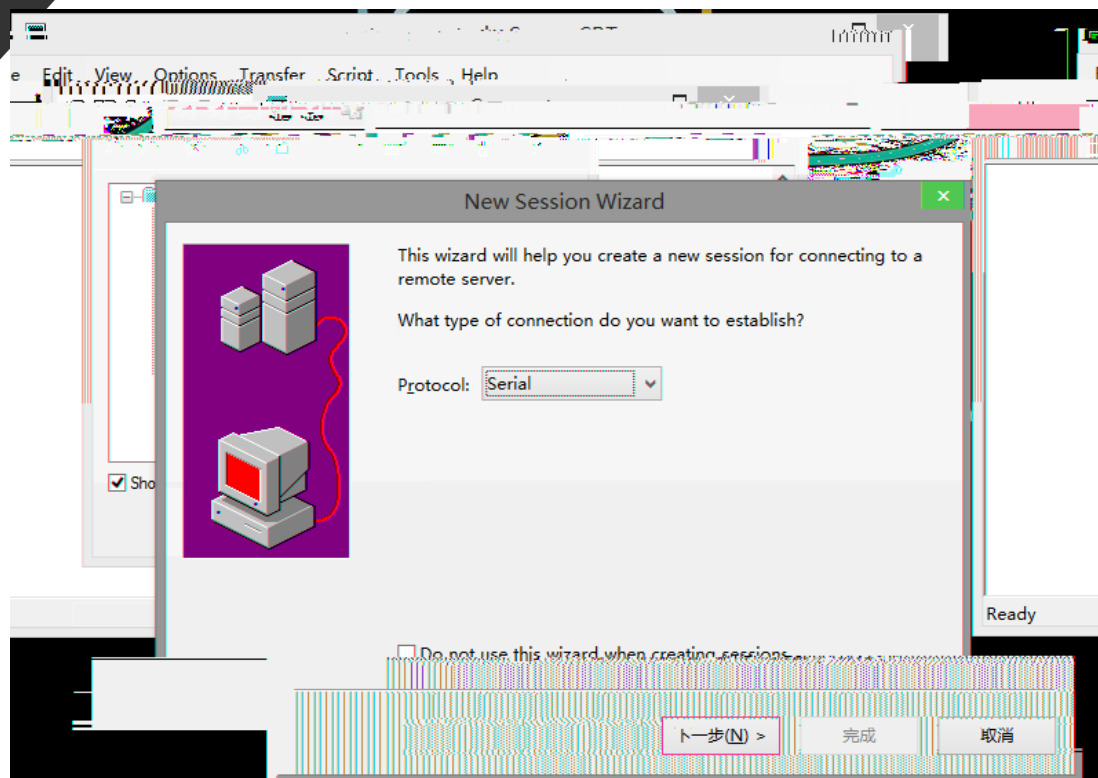 Edit View Options Transfer Script Tools Help
New Session Wizard
This wizard will help you create a new session for connecting to a
remote server.
What type of connection do you want to establish?
Protocol: Serial
Sho
Ready
Do not use this wizard when creating sessions
下一步(N) > 完成 取消